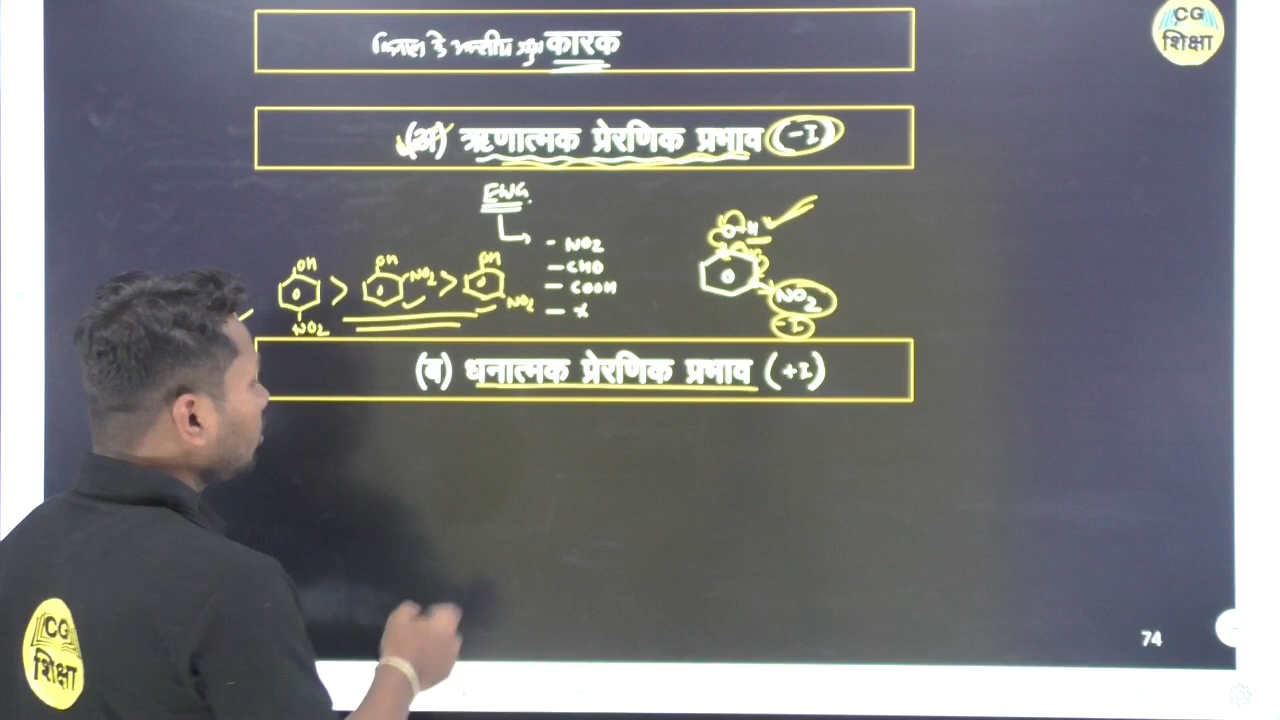 कारक
CG
शिक्षा
(अ) ऋणात्मक प्रेरणिक प्रभाव (-I)
EWG
- NO2
- CHO
- COOH
- X
OH > OH NO2 > OH
NO2 NO2
O-H
NO2
-I
(ब) धनात्मक प्रेरणिक प्रभाव (+I)
CG
शिक्षा
74